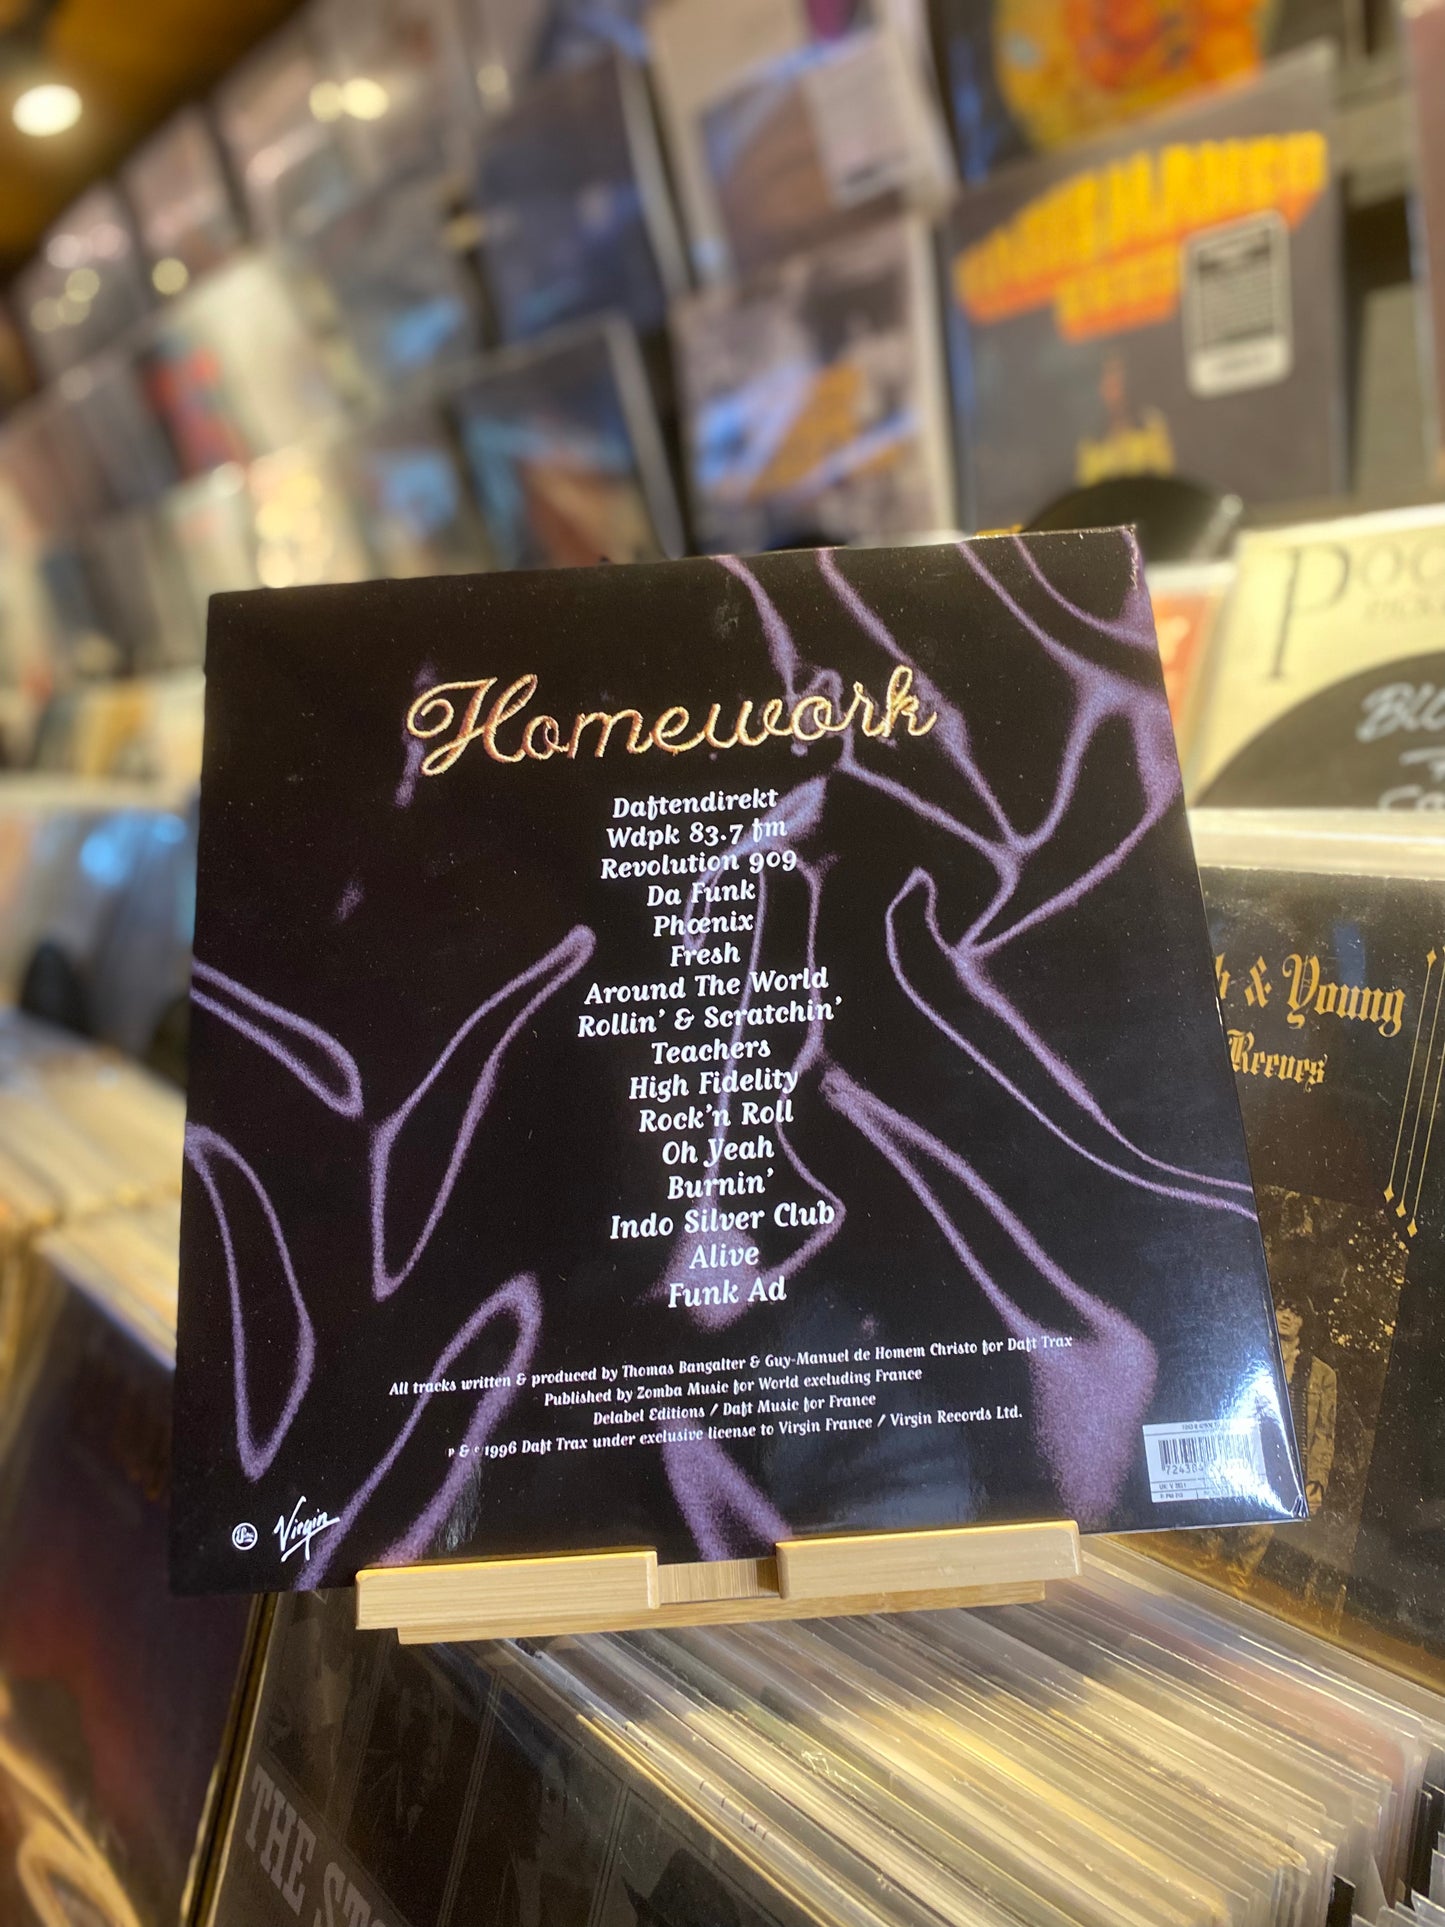 Homework
Daftendirekt
Wdpk 83.7 fm
Revolution 909
Da Funk
Phœnix
Fresh
Around The World
Rollin' & Scratchin'
Teachers
High Fidelity
Rock'n Roll
Oh Yeah
Burnin'
Indo Silver Club
Alive
Funk Ad
All tracks written & produced by Thomas Bangalter & Guy-Manuel de Homem Christo for Daft Trax
Published by Zomba Music for World excluding France
Delabel Editions / Daft Music for France
P & C 1996 Daft Trax under exclusive license to Virgin France / Virgin Records Ltd.
Virgin
& Young
Reeves
THE